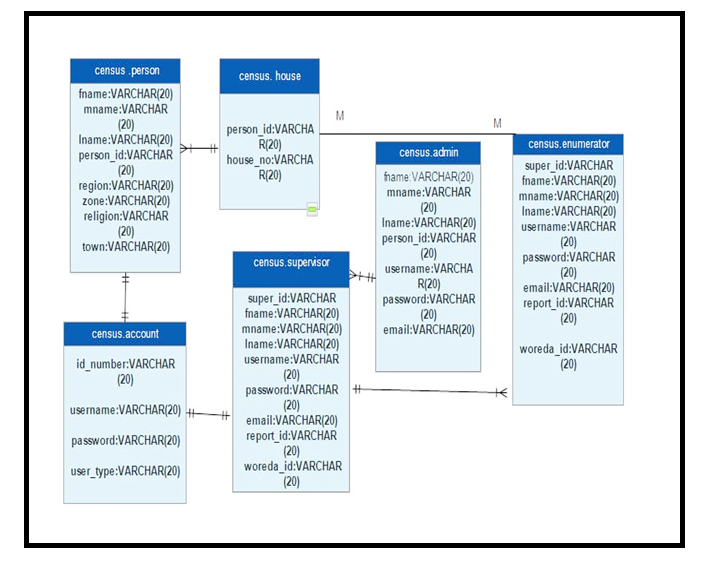 census .person
fname:VARCHAR(20)
mname:VARCHAR
(20)
lname:VARCHAR(20)
person_id:VARCHAR
(20)
region:VARCHAR(20)
zone:VARCHAR(20)
religion:VARCHAR
(20)
town:VARCHAR(20)
census. house
person_id:VARCHA
R(20)
house_no:VARCHA
R(20)
M
M
census.admin
fname:VARCHAR(20)
mname:VARCHAR
(20)
lname:VARCHAR(20)
person_id:VARCHAR
(20)
username:VARCHA
R(20)
password:VARCHAR
(20)
email:VARCHAR(20)
census.enumerator
super_id:VARCHAR
fname:VARCHAR(20)
mname:VARCHAR(20)
lname:VARCHAR(20)
username:VARCHAR
(20)
password:VARCHAR
(20)
email:VARCHAR(20)
report_id:VARCHAR
(20)
woreda_id:VARCHAR
(20)
census.supervisor
super_id:VARCHAR
fname:VARCHAR(20)
mname:VARCHAR(20)
lname:VARCHAR(20)
username:VARCHAR
(20)
password:VARCHAR
(20)
email:VARCHAR(20)
report_id:VARCHAR
(20)
woreda_id:VARCHAR
(20)
census.account
id_number:VARCHAR
(20)
username:VARCHAR(20)
password:VARCHAR(20)
user_type:VARCHAR(20)